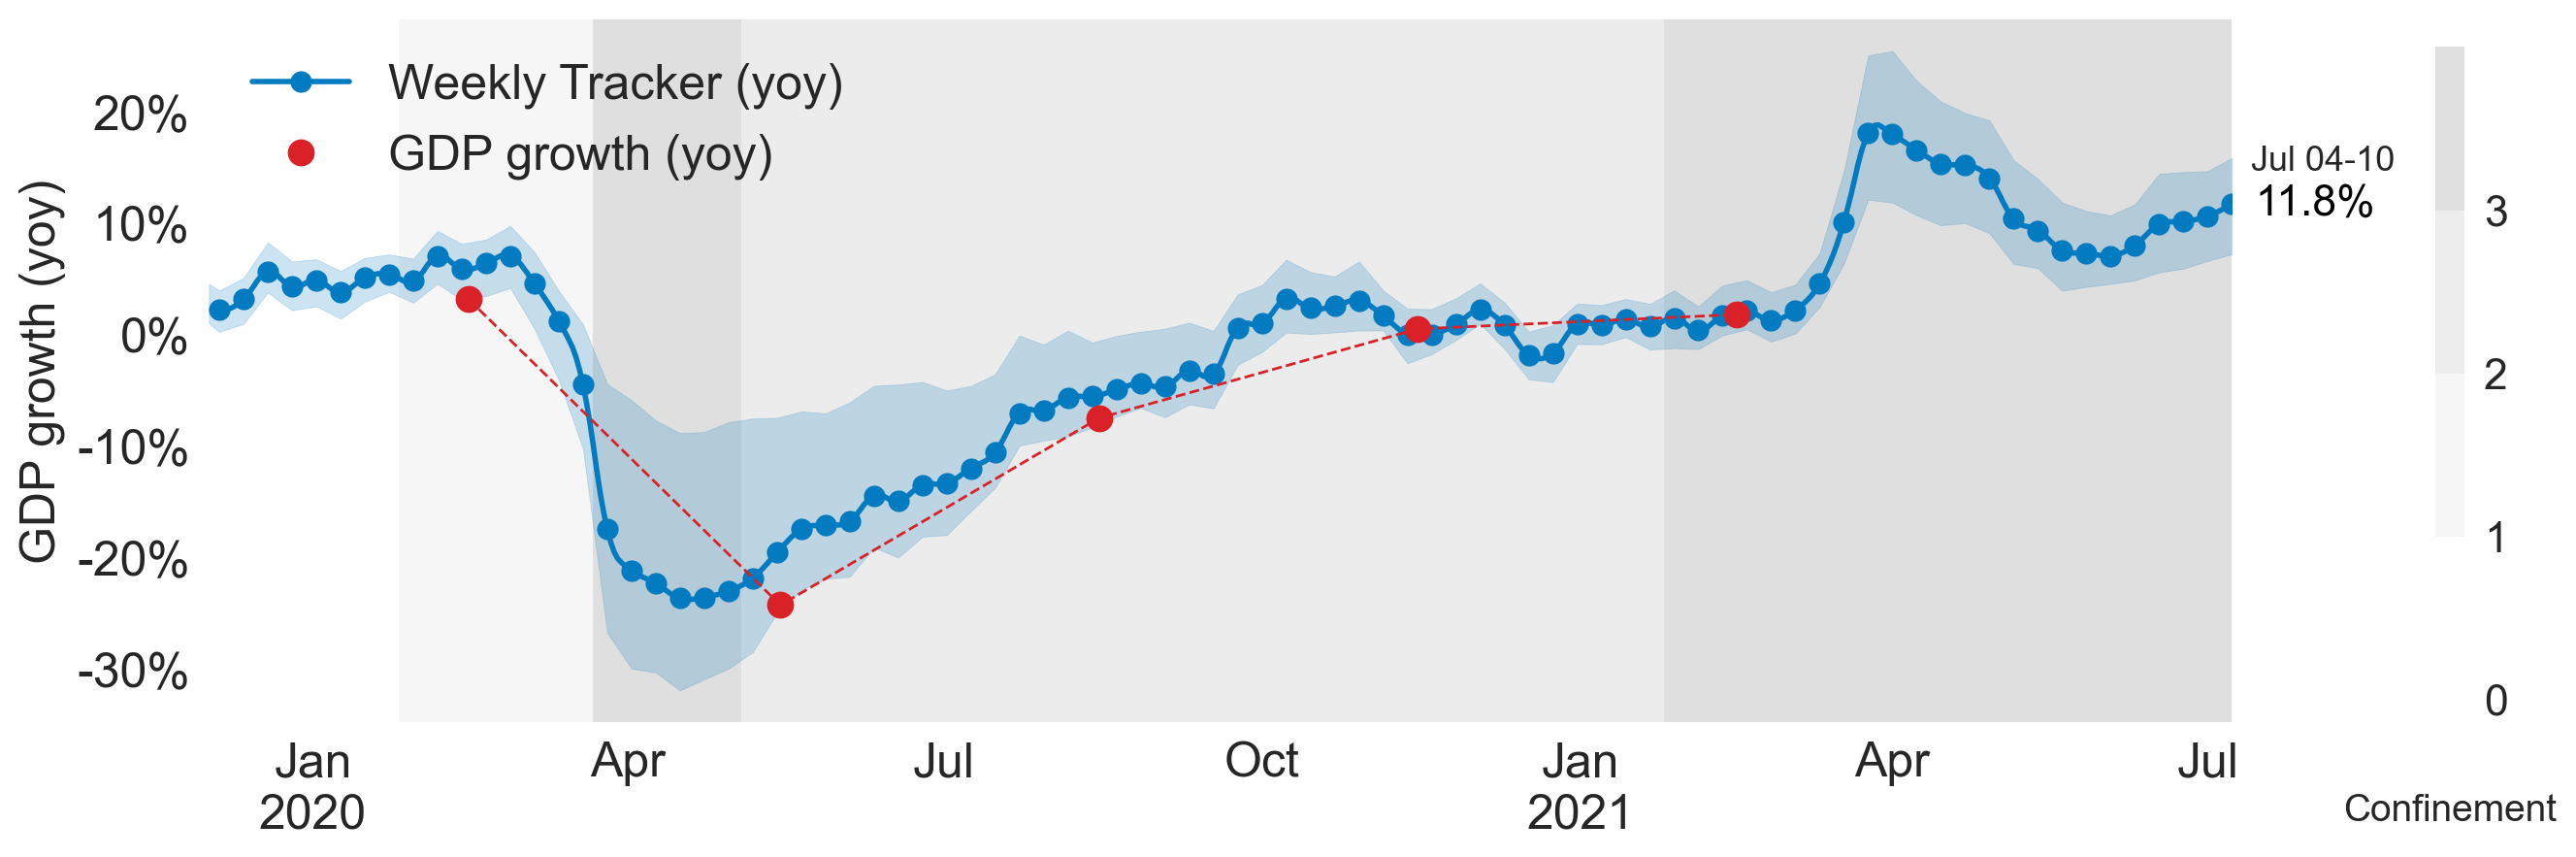 Weekly Tracker (yoy)
GDP growth (yoy)
GDP growth (yoy)
20%
10%
0%
-10%
-20%
-30%
Jan
2020
Apr
Jul
Oct
Jan
2021
Apr
Jul
Jul 04-10
11.8%
3
2
1
0
Confinement